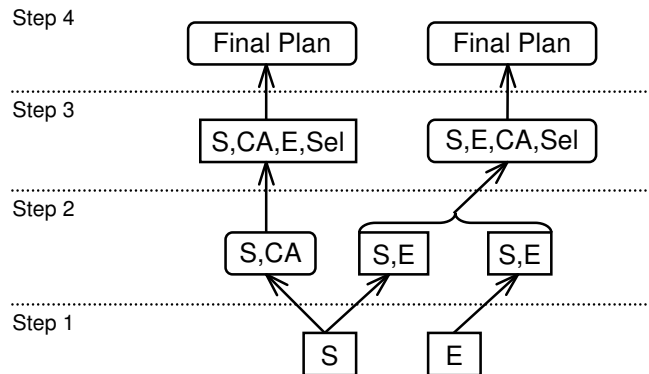 Step 4
Final Plan
Final Plan
Step 3
S,CA,E,Sel
S,E,CA,Sel
Step 2
S,CA
S,E
S,E
Step 1
S
E